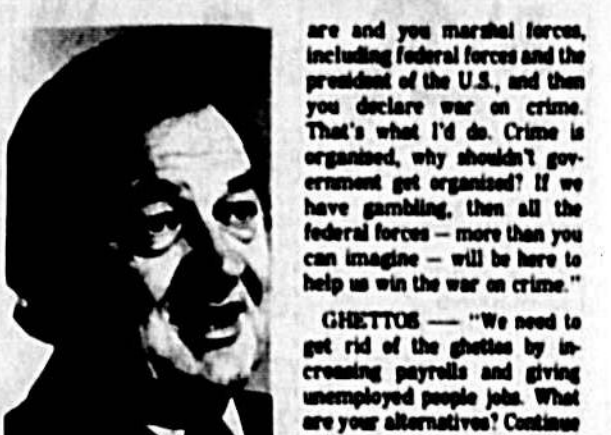 are and you marshal forces,
including federal forces and the
president of the U.S., and then
you declare war on crime.
That's what I'd do. Crime is
organized, why shouldn't gov-
ernment get organized? If we
have gambling, then all the
federal forces — more than you
can imagine — will be here to
help us win the war on crime."
GHETTOS — "We need to
get rid of the ghettos by in-
creasing payrolls and giving
unemployed people jobs. What
are your alternatives? Continue